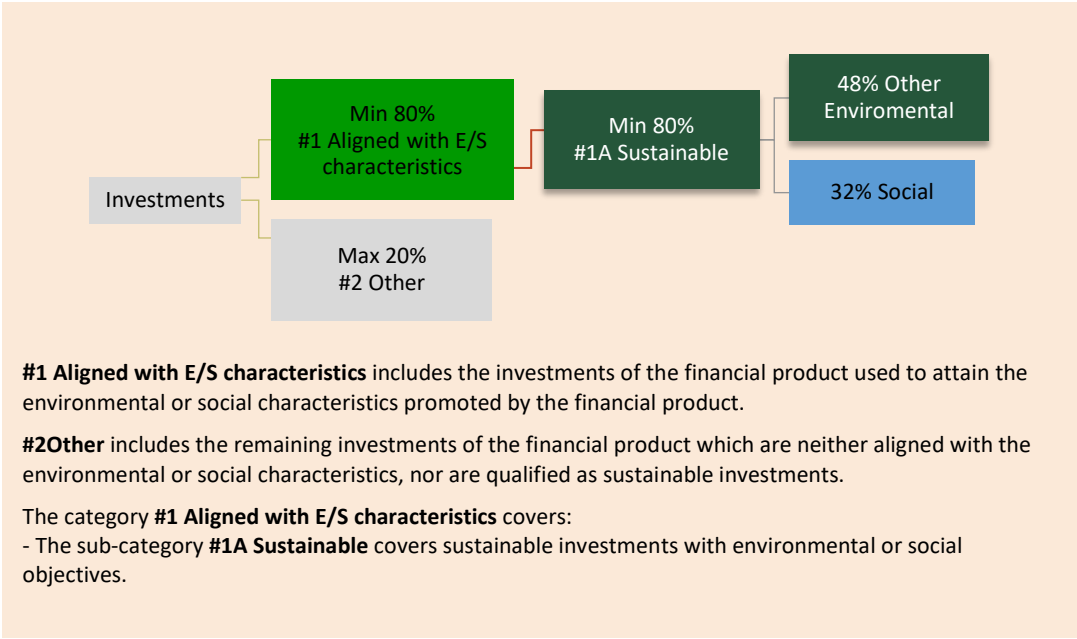 Investments
Min 80%
#1 Aligned with E/S
characteristics
Max 20%
#2 Other
Min 80%
#1A Sustainable
48% Other
Enviromental
32% Social
#1 Aligned with E/S characteristics includes the investments of the financial product used to attain the
environmental or social characteristics promoted by the financial product.
#2Other includes the remaining investments of the financial product which are neither aligned with the
environmental or social characteristics, nor are qualified as sustainable investments.
The category #1 Aligned with E/S characteristics covers:
- The sub-category #1A Sustainable covers sustainable investments with environmental or social
objectives.